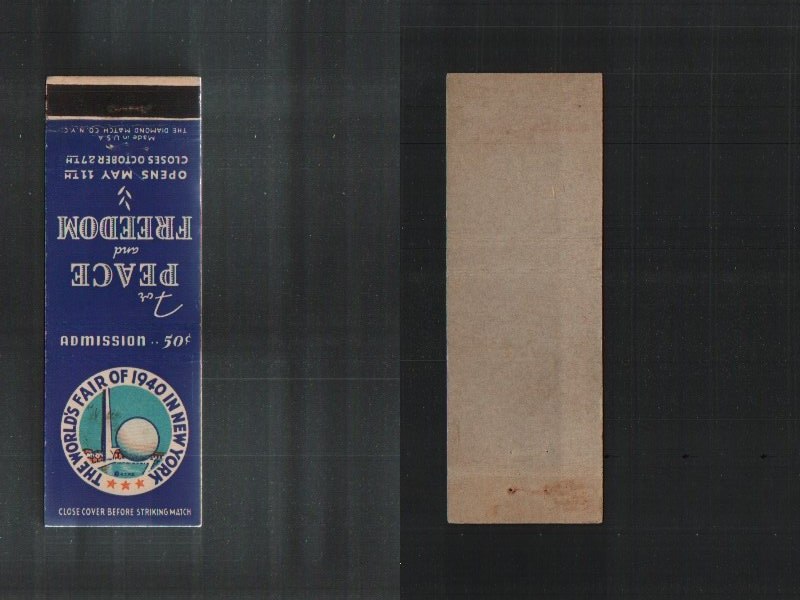 THE WORLD'S FAIR OF 1940 IN NEW YORK
CLOSE COVER BEFORE STRIKING MATCH
ADMISSION .. 50¢
For
PEACE
and
FREEDOM
OPENS MAY 11TH
CLOSES OCTOBER 27TH
Made in U.S.A
THE DIAMOND MATCH CO. N.Y.C.